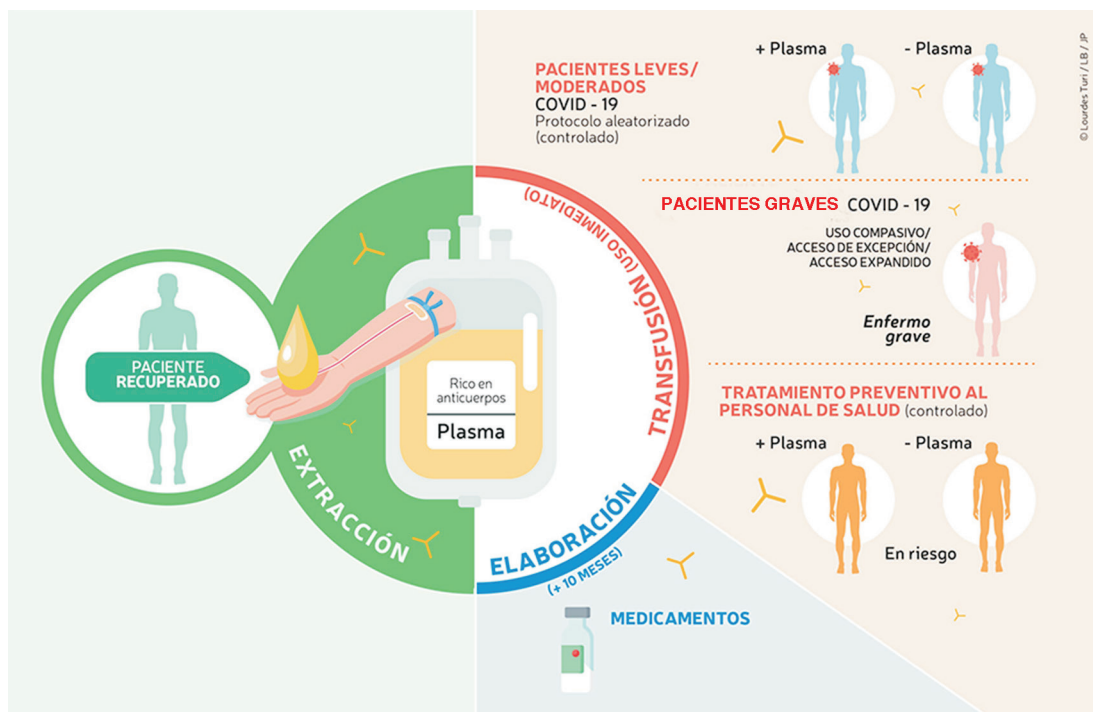 PACIENTE
RECUPERADO
EXTRACCIÓN
Rico en
anticuerpos
Plasma
TRANSFUSIÓN (USO INMEDIATO)
ELABORACIÓN
(+ 10 MESES)
MEDICAMENTOS
PACIENTES LEVES/
MODERADOS
COVID - 19
Protocolo aleatorizado
(controlado)
+ Plasma
- Plasma
PACIENTES GRAVES COVID - 19
USO COMPASIVO/
ACCESO DE EXCEPCIÓN/
ACCESO EXPANDIDO
Enfermo
grave
TRATAMIENTO PREVENTIVO AL
PERSONAL DE SALUD (controlado)
+ Plasma
- Plasma
En riesgo
© Lourdes Turi / LB / JP